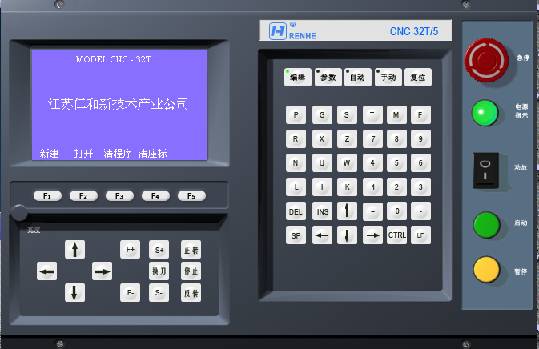 RENHE
CNC 32T/5
MODEL CNC-32T
江苏仁和新技术产业公司
新建 打开 清程序 清座标
编辑 参数 自动 手动 复位
P G S T M F
R X Z 7 8 9
N U W 4 5 6
L I K 1 2 3
DEL INS - 0 .
SP CTRL LF
F1 F2 F3 F4 F5
F+ S+ 正转
换刀 停止
F- S- 反转
急停
电源
指示
启动
暂停